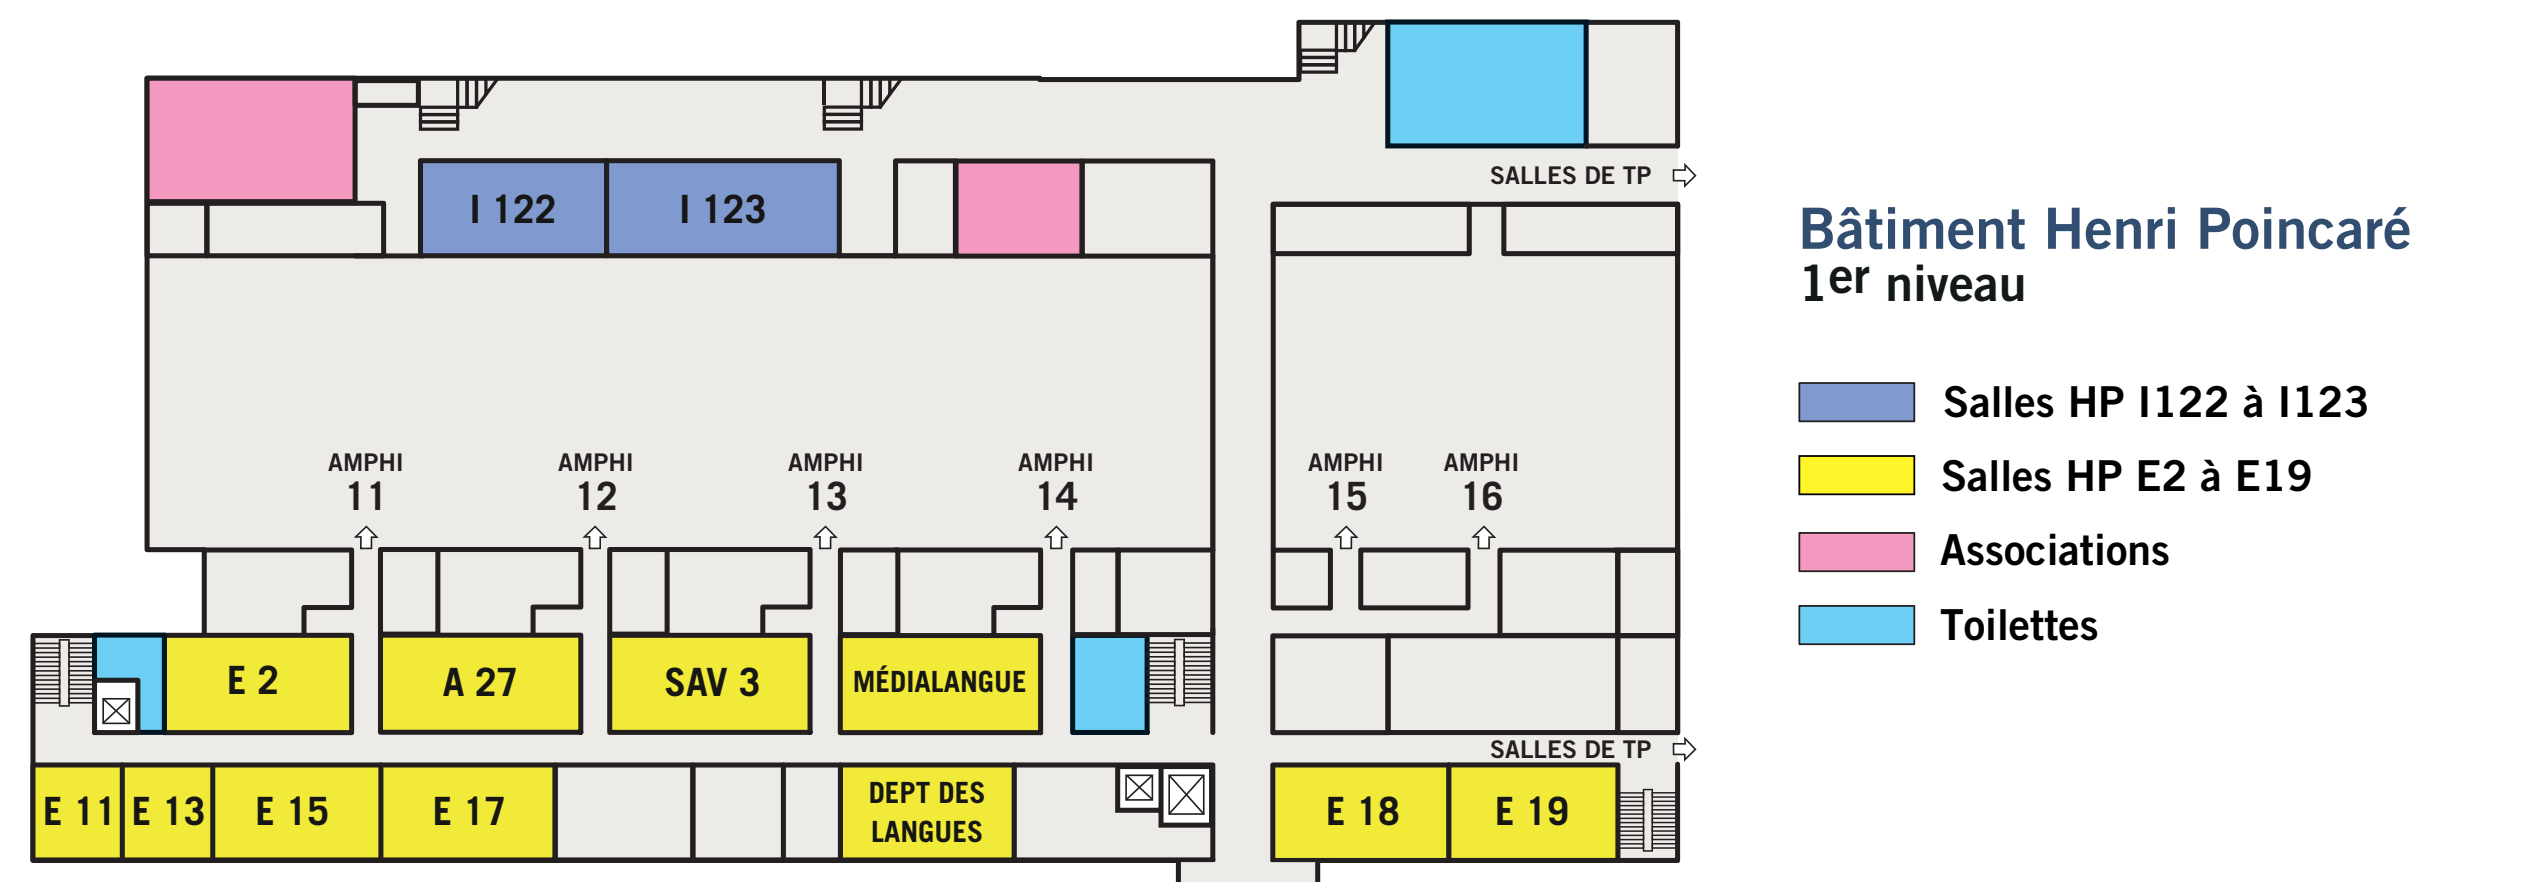 SALLES DE TP
I 122
I 123
Bâtiment Henri Poincaré
1er niveau
Salles HP I122 à I123
Salles HP E2 à E19
Associations
Toilettes
AMPHI
11
AMPHI
12
AMPHI
13
AMPHI
14
AMPHI
15
AMPHI
16
E 2
A 27
SAV 3
MÉDIALANGUE
SALLES DE TP
E 11
E 13
E 15
E 17
DEPT DES
LANGUES
E 18
E 19